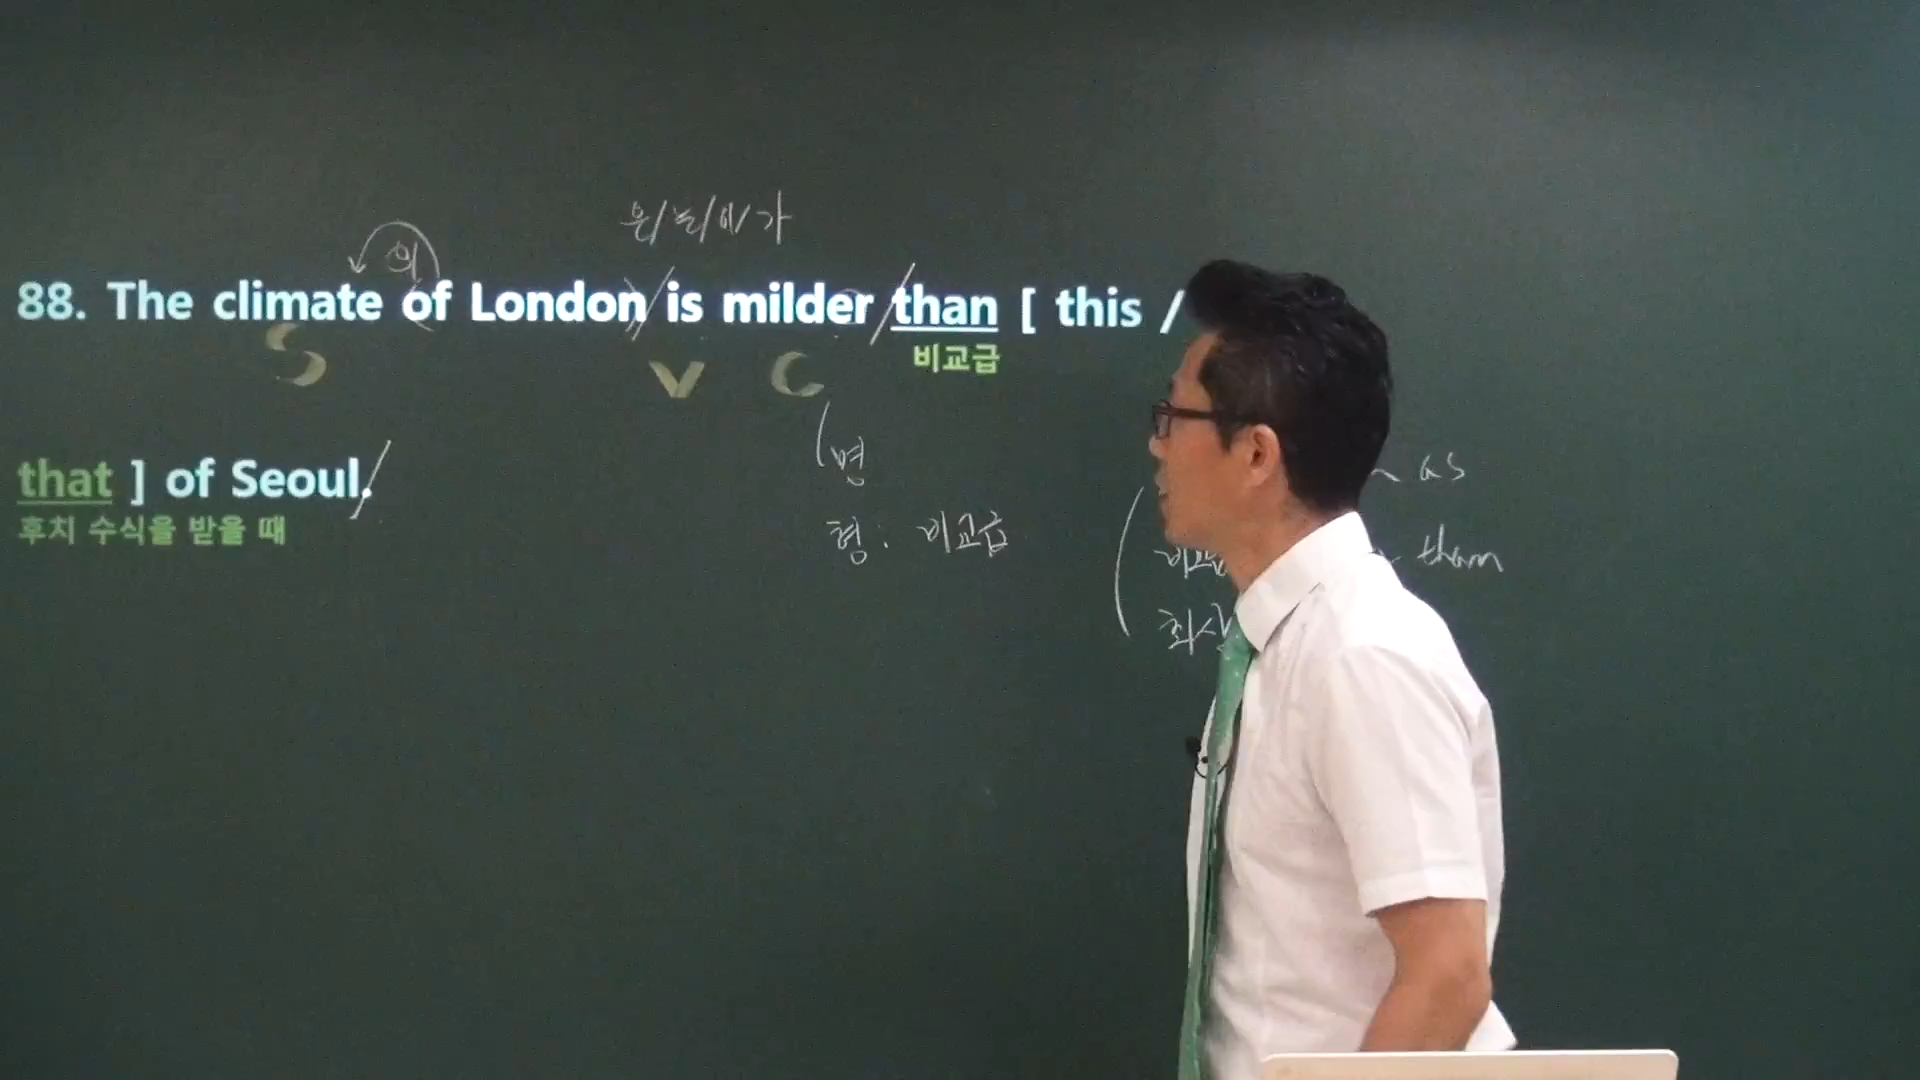 은/는/이/가
의
88. The climate of London is milder than [ this /
S V C 비교급
that ] of Seoul.
후치 수식을 받을 때
명
형 : 비교급
as
than